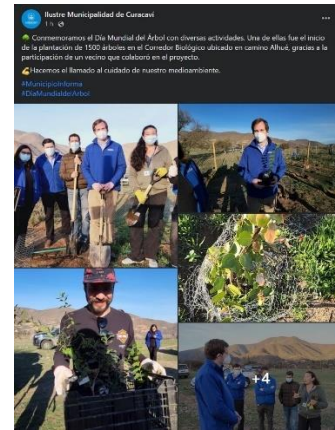 Ilustre Municipalidad de Curacaví
1 h
Conmemoramos el Día Mundial del Árbol con diversas actividades. Una de ellas fue el inicio
de la plantación de 1500 árboles en el Corredor Biológico ubicado en camino Alhué, gracias a la
participación de un vecino que colaboró en el proyecto.
Hacemos el llamado al cuidado de nuestro medioambiente.
#MunicipioInforma
#DíaMundialdelArbol
+4